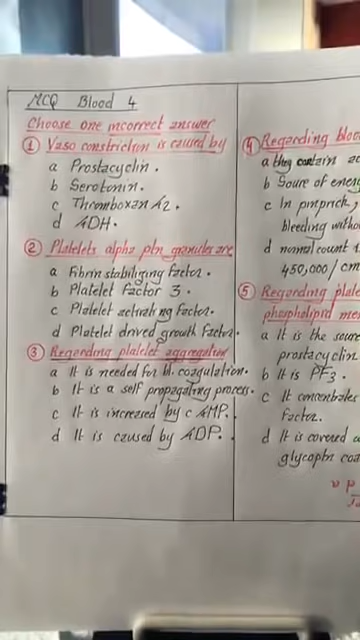 MCQ Blood 4
Choose one incorrect answer
① Vaso constriction is caused by
a Prostacyclin.
b Serotonin.
c Thromboxan A2.
d ADH.
② Platelets alpha ptn granules are
a Fibrin stabilizing factor.
b Platelet factor 3.
c Platelet activating factor.
d Platelet drived growth factor.
③ Regarding platelet aggregation
a It is needed for bl. coagulation.
b It is a self propagating process.
c It is increased by c AMP.
d It is caused by ADP.
④ Regarding bloo
a they contain ac
b Soure of energ
c In pinprick,
bleeding witho
d normal count i
450,000 / cm
⑤ Regarding plate
phospholipid me
a It is the soure
prostacyclin
b It is PF3.
c It concentrates
factor.
d It is covered
glycoptn coa